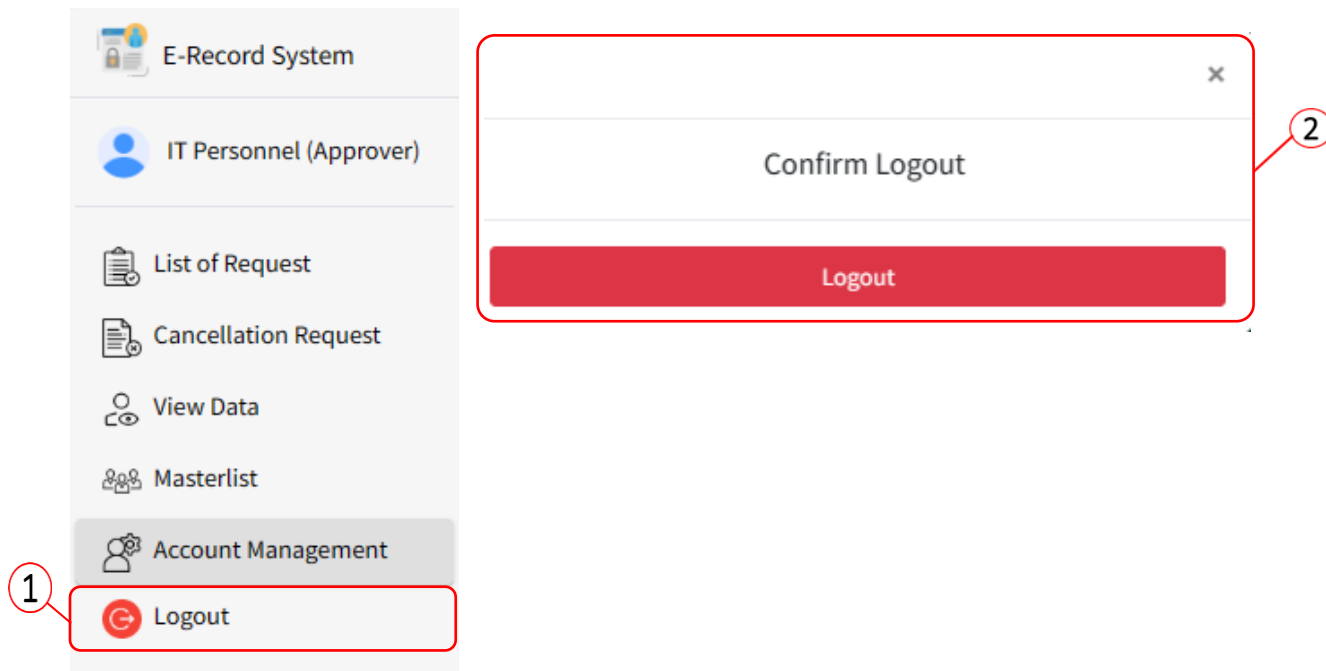 E-Record System
IT Personnel (Approver)
List of Request
Cancellation Request
View Data
Masterlist
Account Management
1
Logout
×
Confirm Logout
Logout
2